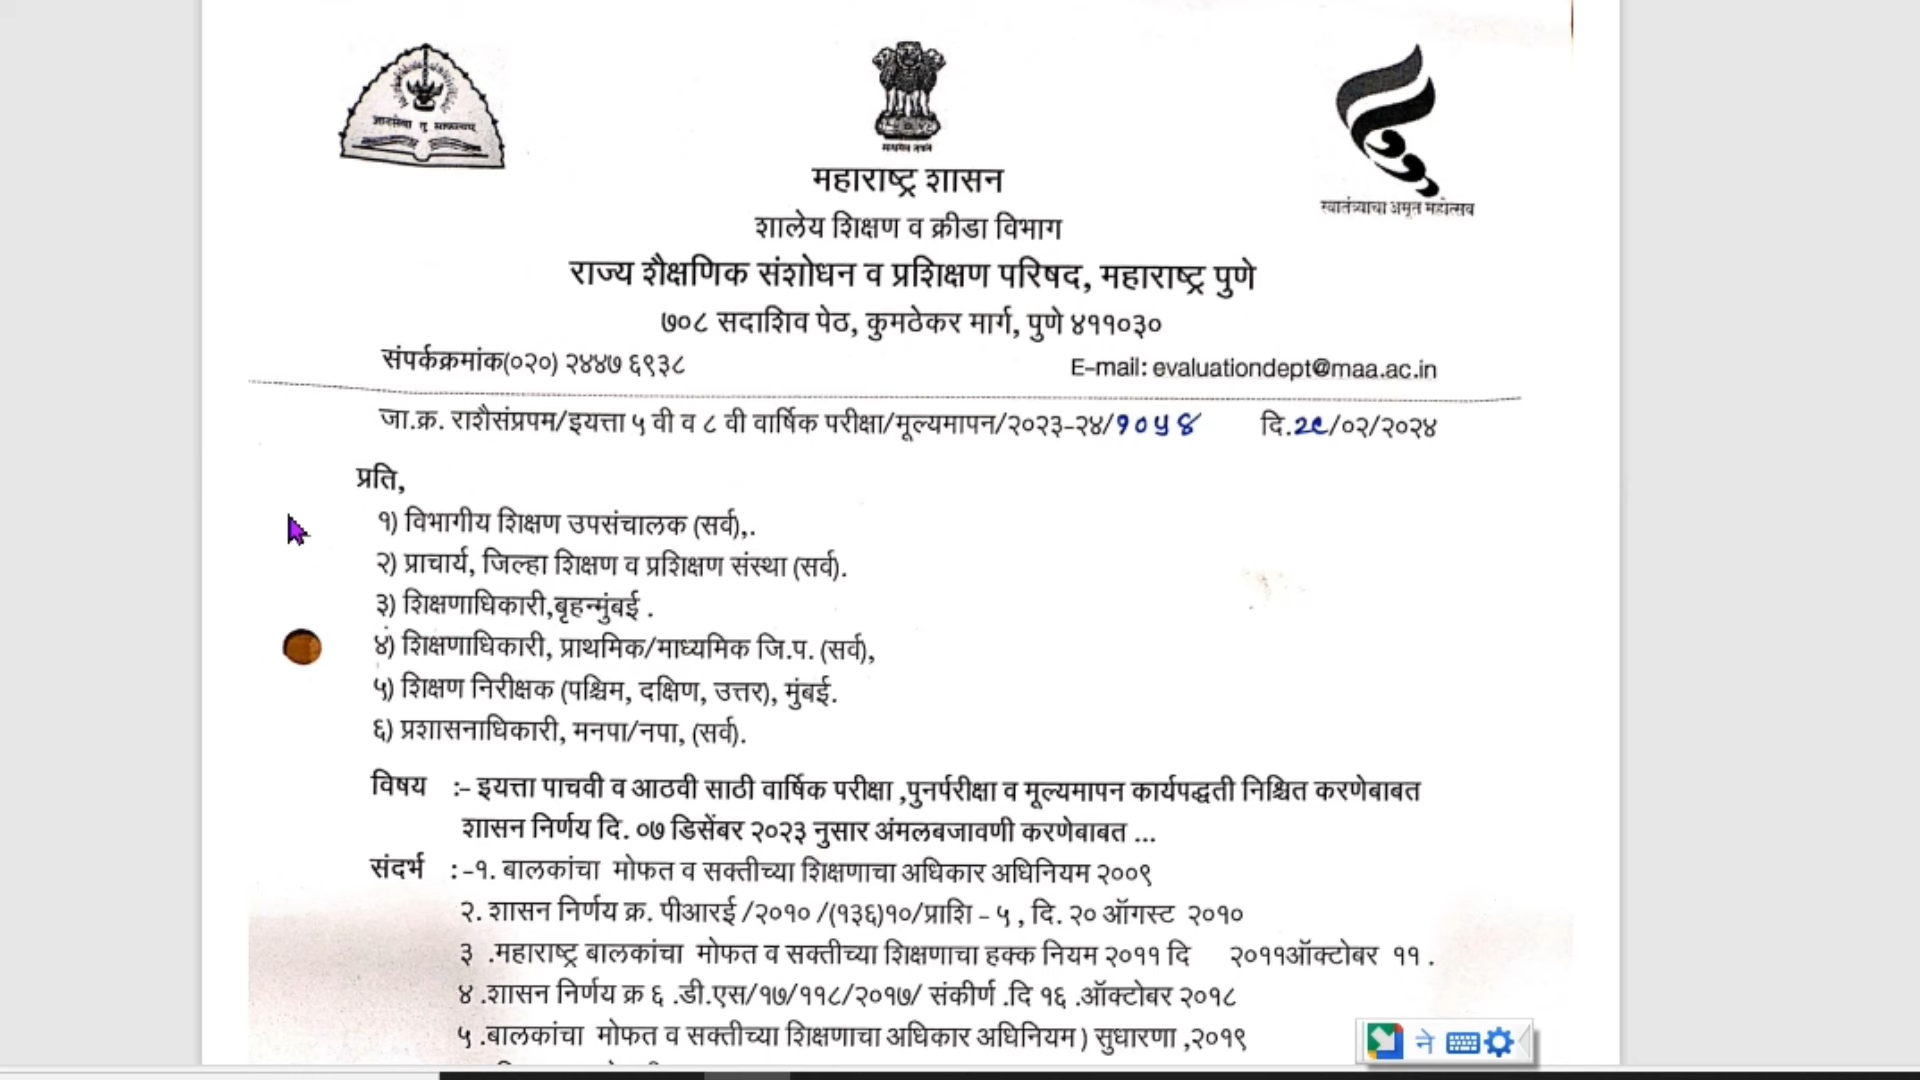 महाराष्ट्र शासन
शालेय शिक्षण व क्रीडा विभाग
राज्य शैक्षणिक संशोधन व प्रशिक्षण परिषद, महाराष्ट्र पुणे
७०८ सदाशिव पेठ, कुमठेकर मार्ग, पुणे ४११०३०
स्वातंत्र्याचा अमृत महोत्सव
संपर्कक्रमांक(०२०) २४४७ ६९३८ E-mail: evaluationdept@maa.ac.in
जा.क्र. राशैसंप्रपम/इयत्ता ५ वी व ८ वी वार्षिक परीक्षा/मूल्यमापन/२०२३-२४/१०५४ दि.२९/०२/२०२४
प्रति,
१) विभागीय शिक्षण उपसंचालक (सर्व),.
२) प्राचार्य, जिल्हा शिक्षण व प्रशिक्षण संस्था (सर्व).
३) शिक्षणाधिकारी,बृहन्मुंबई .
४) शिक्षणाधिकारी, प्राथमिक/माध्यमिक जि.प. (सर्व),
५) शिक्षण निरीक्षक (पश्चिम, दक्षिण, उत्तर), मुंबई.
६) प्रशासनाधिकारी, मनपा/नपा, (सर्व).
विषय :- इयत्ता पाचवी व आठवी साठी वार्षिक परीक्षा ,पुनर्परीक्षा व मूल्यमापन कार्यपद्धती निश्चित करणेबाबत
शासन निर्णय दि. ०७ डिसेंबर २०२३ नुसार अंमलबजावणी करणेबाबत ...
संदर्भ :-१. बालकांचा मोफत व सक्तीच्या शिक्षणाचा अधिकार अधिनियम २००९
२. शासन निर्णय क्र. पीआरई /२०१० /(१३६)१०/प्राशि - ५ , दि. २० ऑगस्ट २०१०
३ .महाराष्ट्र बालकांचा मोफत व सक्तीच्या शिक्षणाचा हक्क नियम २०११ दि २०११ऑक्टोबर ११ .
४ .शासन निर्णय क्र ६ .डी.एस/१७/११८/२०१७/ संकीर्ण .दि १६ .ऑक्टोबर २०१८
५ .बालकांचा मोफत व सक्तीच्या शिक्षणाचा अधिकार अधिनियम ) सुधारणा ,२०१९
ने